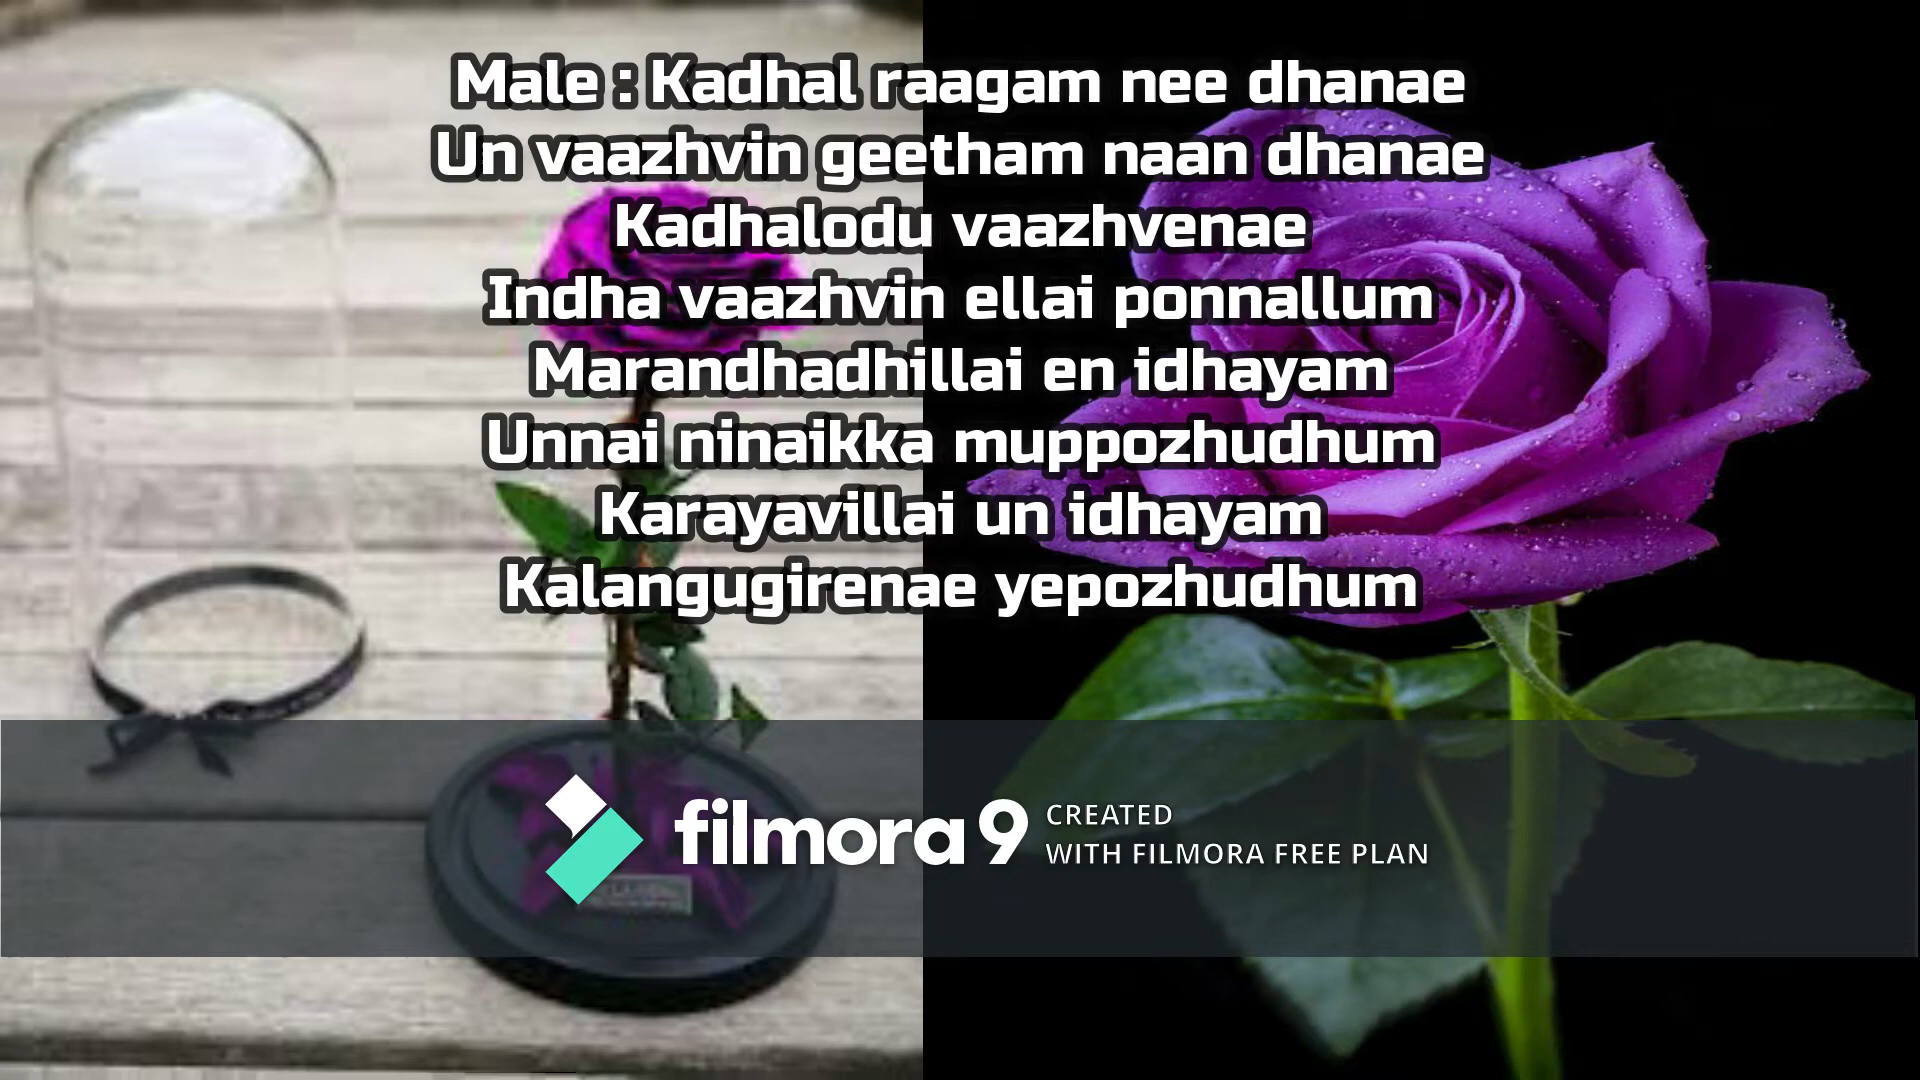 Male : Kadhal raagam nee dhanae
Un vaazhvin geetham naan dhanae
Kadhalodu vaazhvenae
Indha vaazhvin ellai ponnallum
Marandhadhillai en idhayam
Unnai ninaikka muppozhudhum
Karayavillai un idhayam
Kalangugirenae yepozhudhum
filmora 9
CREATED
WITH FILMORA FREE PLAN